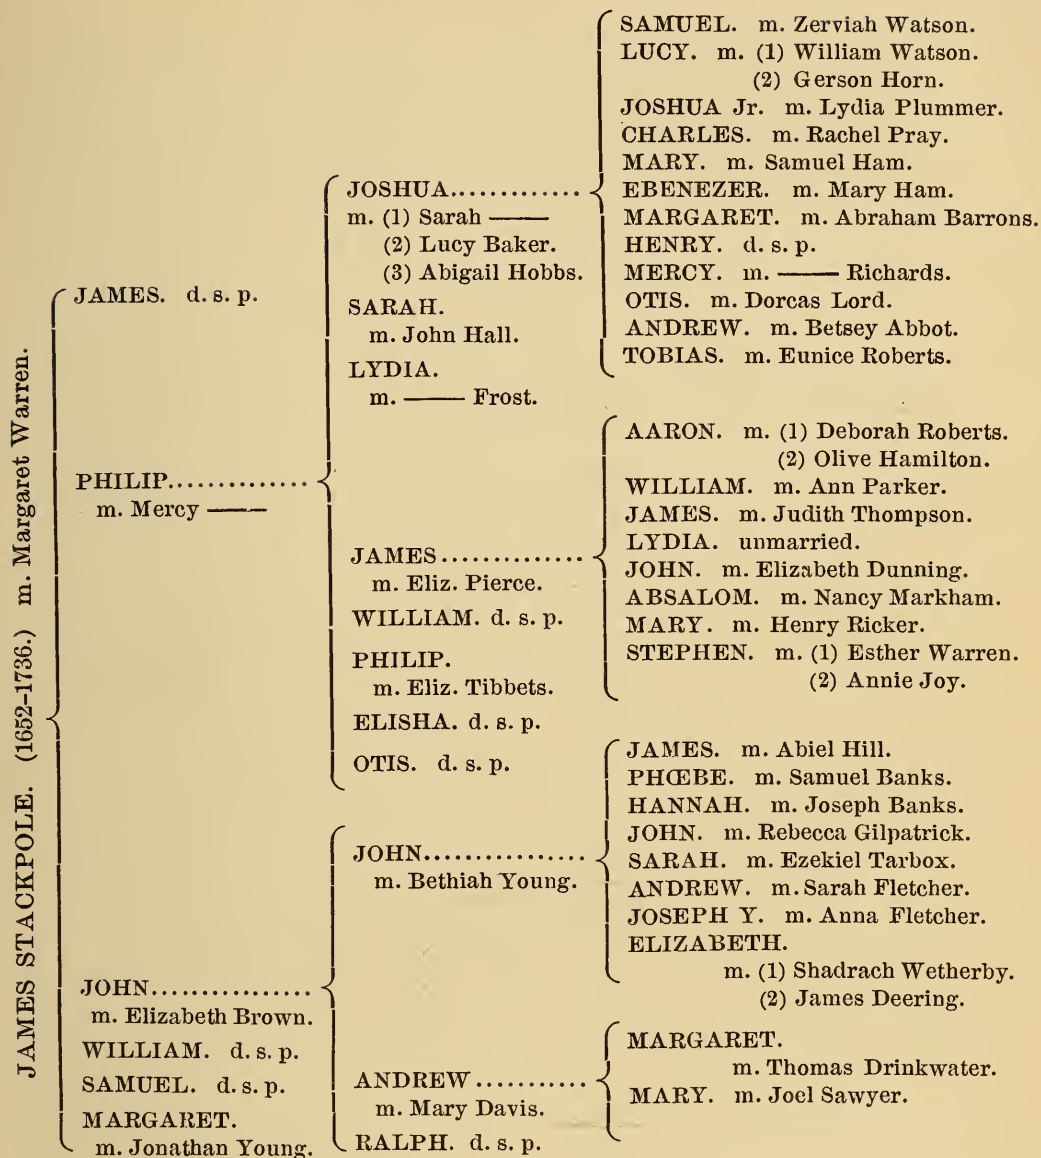 JAMES STACKPOLE. (1652-1736.) m. Margaret Warren.
JAMES. d. s. p.
PHILIP..............
m. Mercy ——
JOHN................
m. Elizabeth Brown.
WILLIAM. d. s. p.
SAMUEL. d. s. p.
MARGARET.
m. Jonathan Young.
JOSHUA.............
m. (1) Sarah ——
(2) Lucy Baker.
(3) Abigail Hobbs.
SARAH.
m. John Hall.
LYDIA.
m. —— Frost.
JAMES..............
m. Eliz. Pierce.
WILLIAM. d. s. p.
PHILIP.
m. Eliz. Tibbets.
ELISHA. d. s. p.
OTIS. d. s. p.
JOHN................
m. Bethiah Young.
ANDREW...........
m. Mary Davis.
RALPH. d. s. p.
SAMUEL. m. Zerviah Watson.
LUCY. m. (1) William Watson.
(2) Gerson Horn.
JOSHUA Jr. m. Lydia Plummer.
CHARLES. m. Rachel Pray.
MARY. m. Samuel Ham.
EBENEZER. m. Mary Ham.
MARGARET. m. Abraham Barrons.
HENRY. d. s. p.
MERCY. m. —— Richards.
OTIS. m. Dorcas Lord.
ANDREW. m. Betsey Abbot.
TOBIAS. m. Eunice Roberts.
AARON. m. (1) Deborah Roberts.
(2) Olive Hamilton.
WILLIAM. m. Ann Parker.
JAMES. m. Judith Thompson.
LYDIA. unmarried.
JOHN. m. Elizabeth Dunning.
ABSALOM. m. Nancy Markham.
MARY. m. Henry Ricker.
STEPHEN. m. (1) Esther Warren.
(2) Annie Joy.
JAMES. m. Abiel Hill.
PHŒBE. m. Samuel Banks.
HANNAH. m. Joseph Banks.
JOHN. m. Rebecca Gilpatrick.
SARAH. m. Ezekiel Tarbox.
ANDREW. m. Sarah Fletcher.
JOSEPH Y. m. Anna Fletcher.
ELIZABETH.
m. (1) Shadrach Wetherby.
(2) James Deering.
MARGARET.
m. Thomas Drinkwater.
MARY. m. Joel Sawyer.